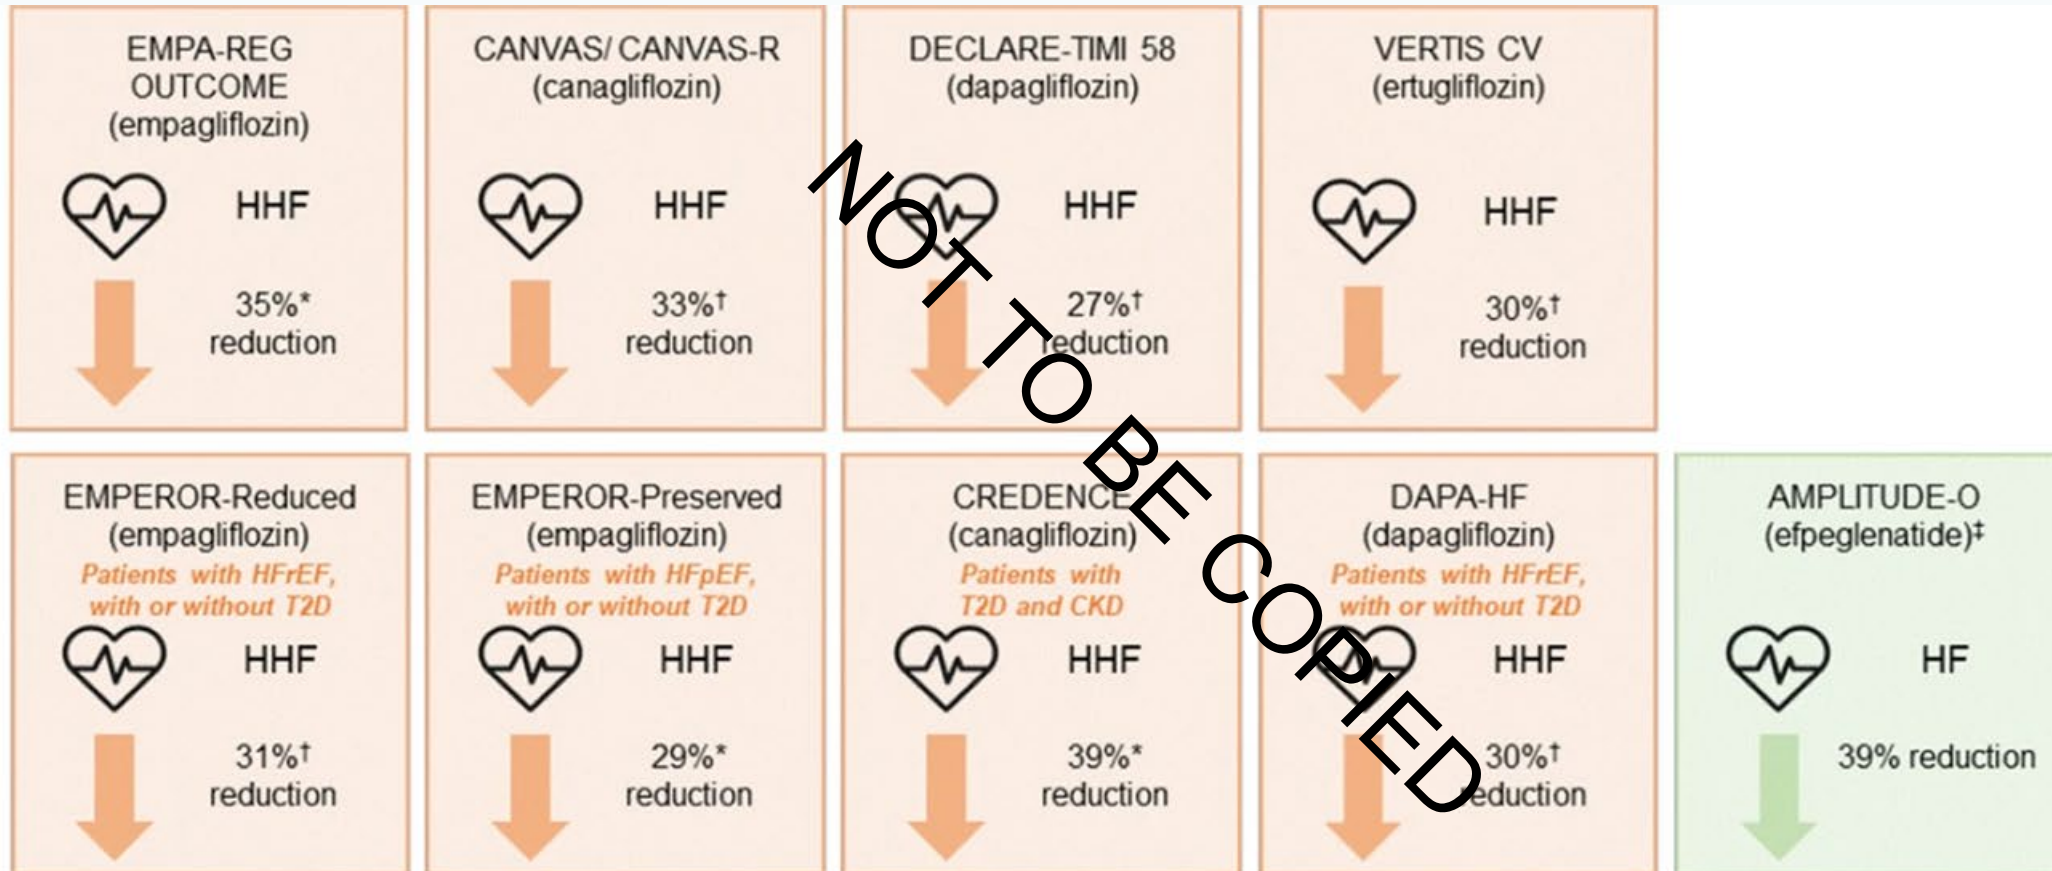 EMPA-REG
OUTCOME
(empagliflozin)
HHF
35%*
reduction
CANVAS/ CANVAS-R
(canagliflozin)
HHF
33%†
reduction
DECLARE-TIMI 58
(dapagliflozin)
HHF
27%†
reduction
VERTIS CV
(ertugliflozin)
HHF
30%†
reduction
EMPEROR-Reduced
(empagliflozin)
Patients with HFrEF,
with or without T2D
HHF
31%†
reduction
EMPEROR-Preserved
(empagliflozin)
Patients with HFpEF,
with or without T2D
HHF
29%*
reduction
CREDENCE
(canagliflozin)
Patients with
T2D and CKD
HHF
39%*
reduction
DAPA-HF
(dapagliflozin)
Patients with HFrEF,
with or without T2D
HHF
30%†
reduction
AMPLITUDE-O
(efpeglenatide)‡
HF
39% reduction
NOT TO BE COPIED